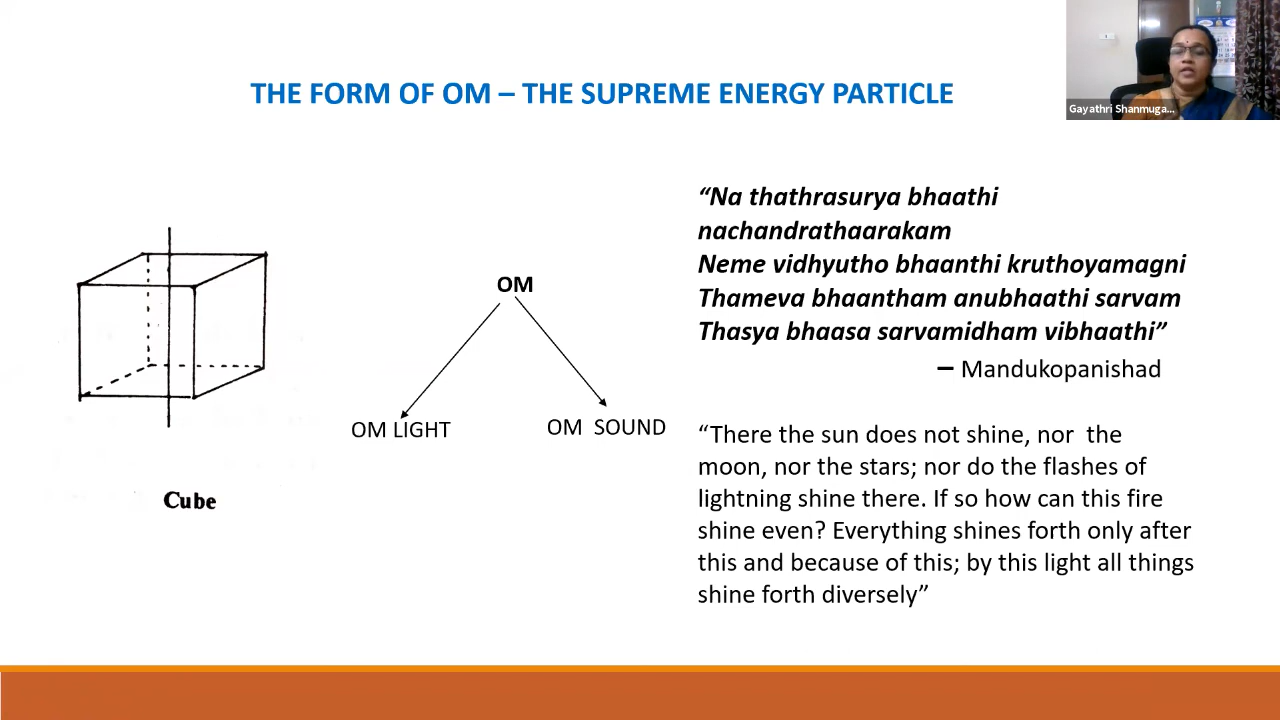 Gayathri Shanmuga...
THE FORM OF OM – THE SUPREME ENERGY PARTICLE
“Na thathrasurya bhaathi
nachandrathaarakam
Neme vidhyutho bhaanthi kruthoyamagni
Thameva bhaantham anubhaathi sarvam
Thasya bhaasa sarvamidham vibhaathi”
– Mandukopanishad
OM
OM LIGHT
OM SOUND
Cube
“There the sun does not shine, nor the
moon, nor the stars; nor do the flashes of
lightning shine there. If so how can this fire
shine even? Everything shines forth only after
this and because of this; by this light all things
shine forth diversely”